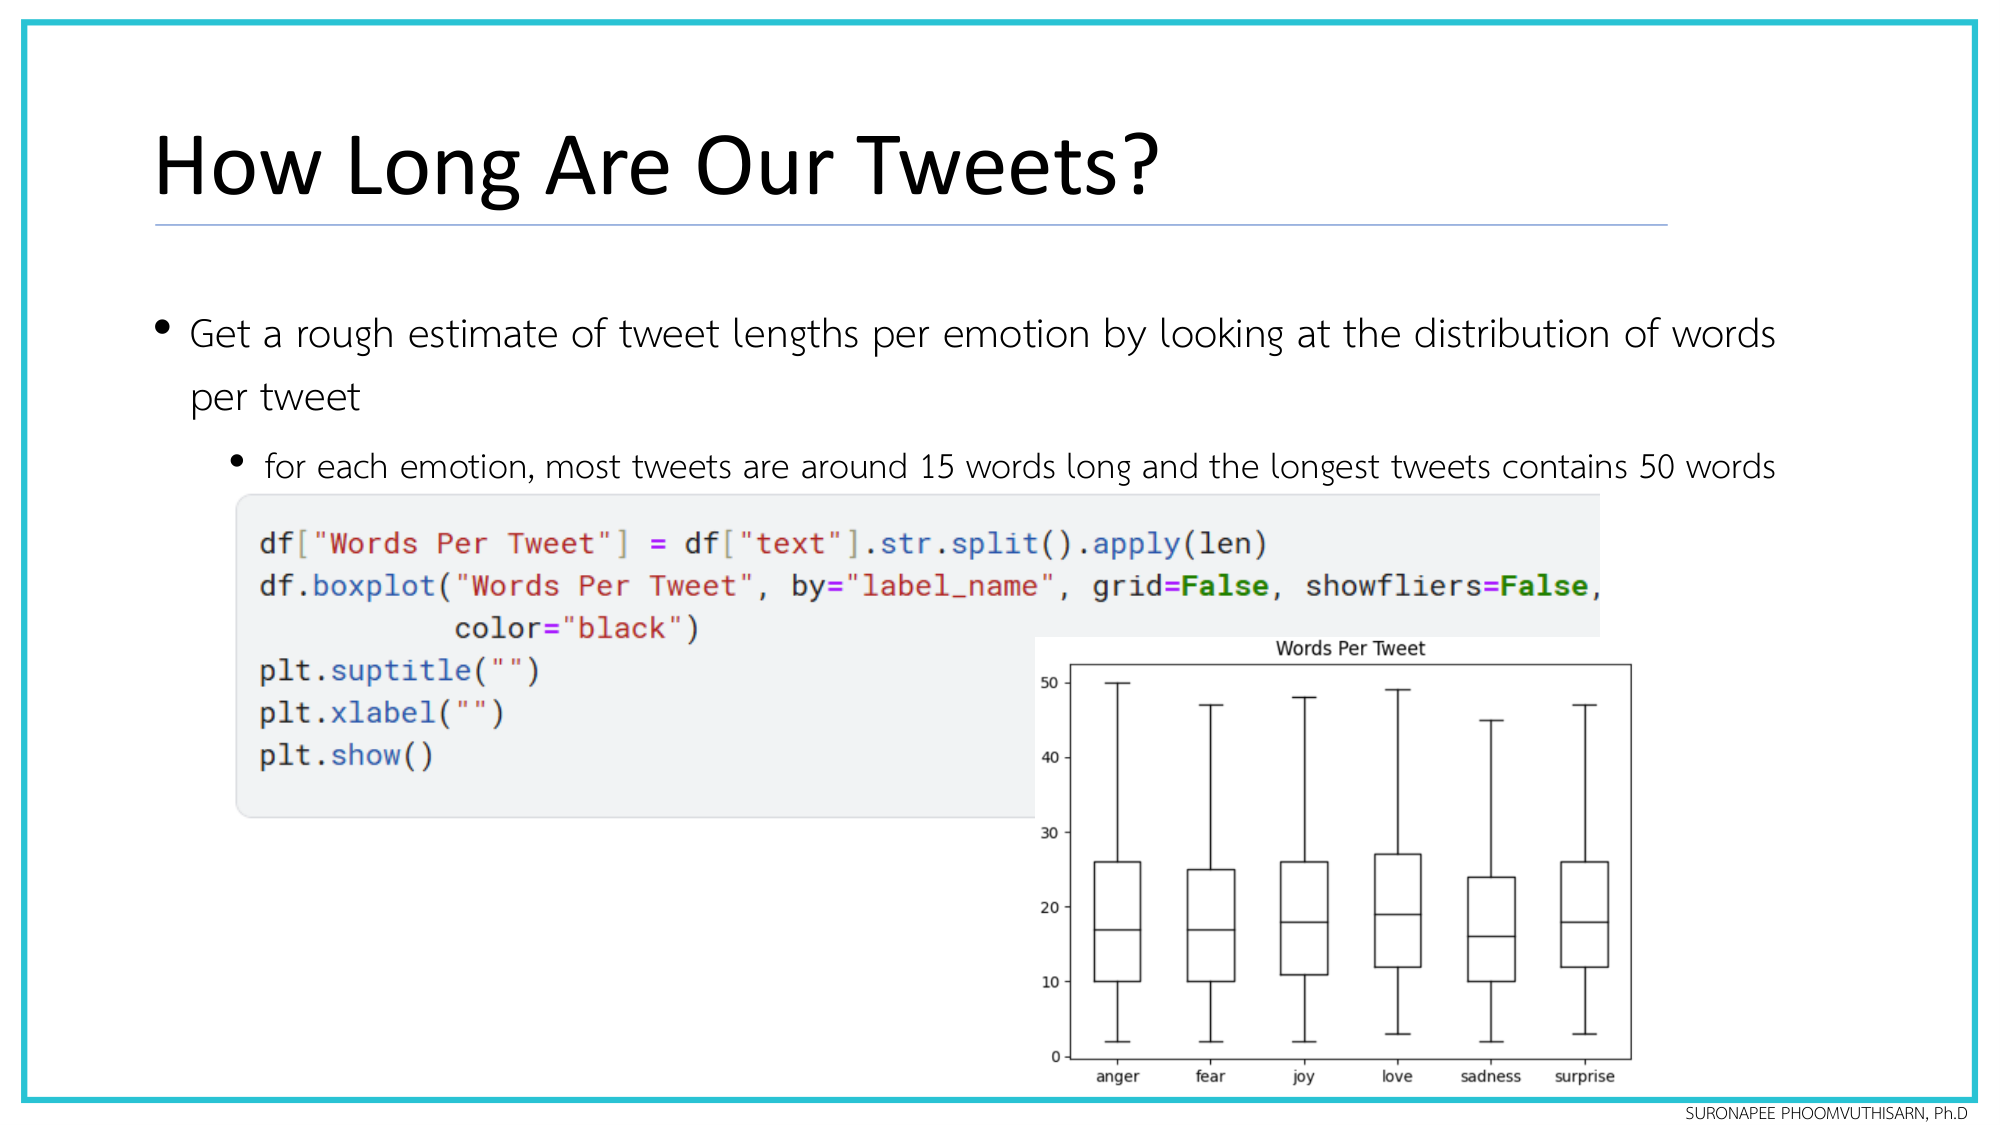 How Long Are Our Tweets?
• Get a rough estimate of tweet lengths per emotion by looking at the distribution of words
per tweet
• for each emotion, most tweets are around 15 words long and the longest tweets contains 50 words
df["Words Per Tweet"] = df["text"].str.split().apply(len)
df.boxplot("Words Per Tweet", by="label_name", grid=False, showfliers=False,
color="black")
plt.suptitle("")
plt.xlabel("")
plt.show()
Words Per Tweet
50
40
30
20
10
0
anger fear joy love sadness surprise
SURONAPEE PHOOMVUTHISARN, Ph.D